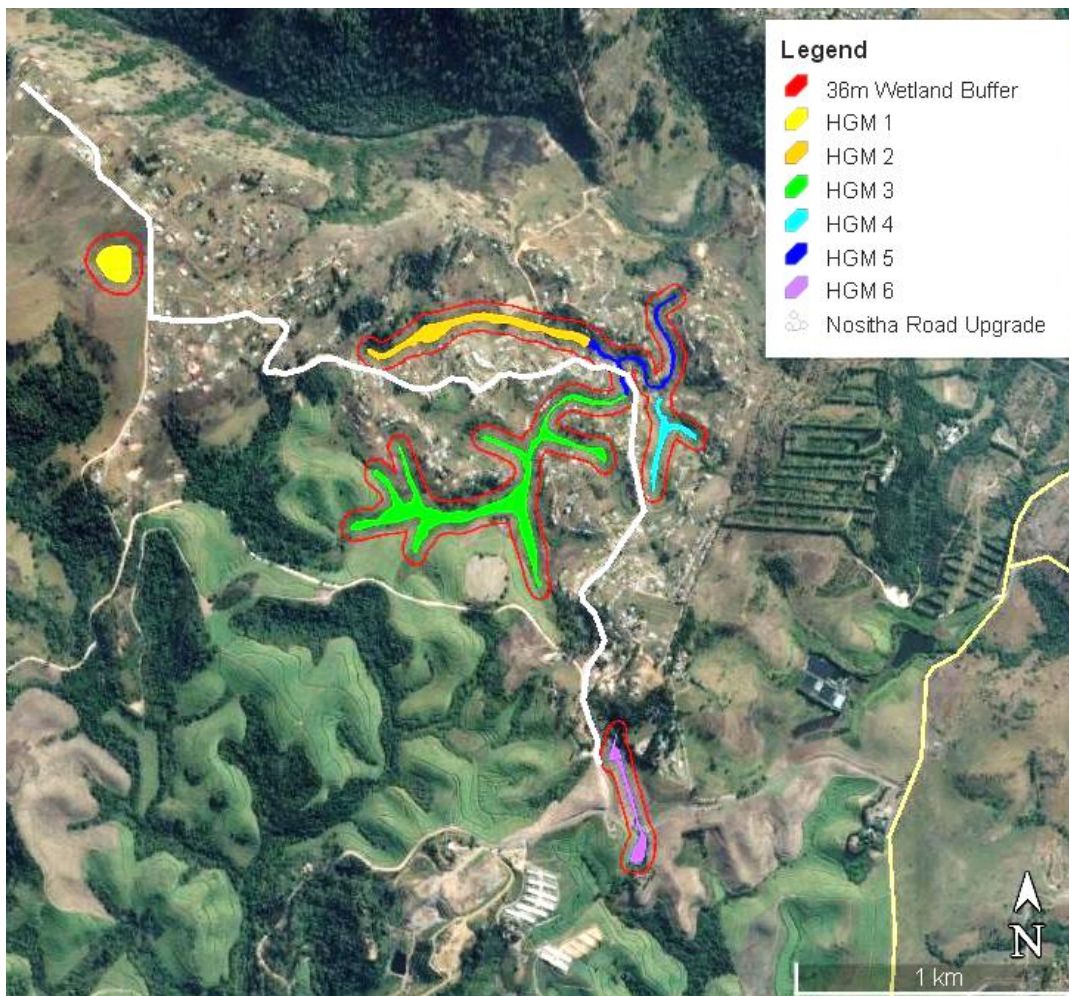 Legend
36m Wetland Buffer
HGM 1
HGM 2
HGM 3
HGM 4
HGM 5
HGM 6
Nositha Road Upgrade
N
1 km